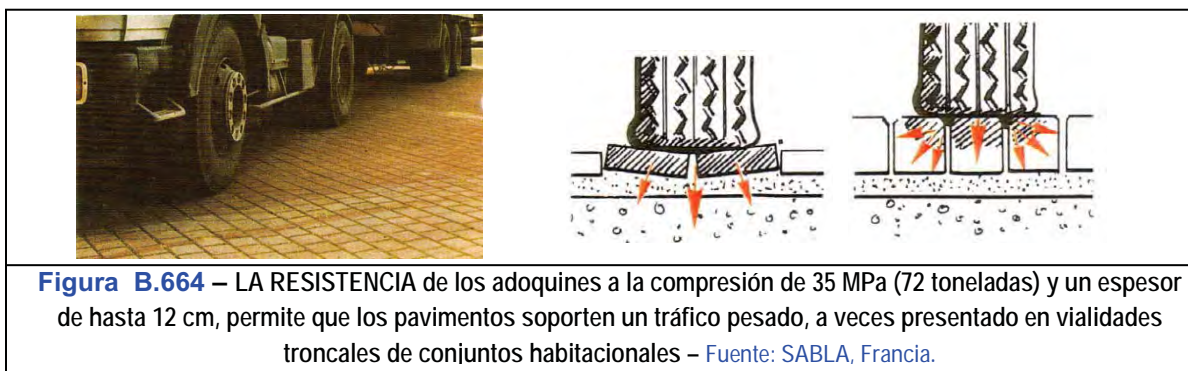 Figura B.664 – LA RESISTENCIA de los adoquines a la compresión de 35 MPa (72 toneladas) y un espesor
de hasta 12 cm, permite que los pavimentos soporten un tráfico pesado, a veces presentado en vialidades
troncales de conjuntos habitacionales – Fuente: SABLA, Francia.